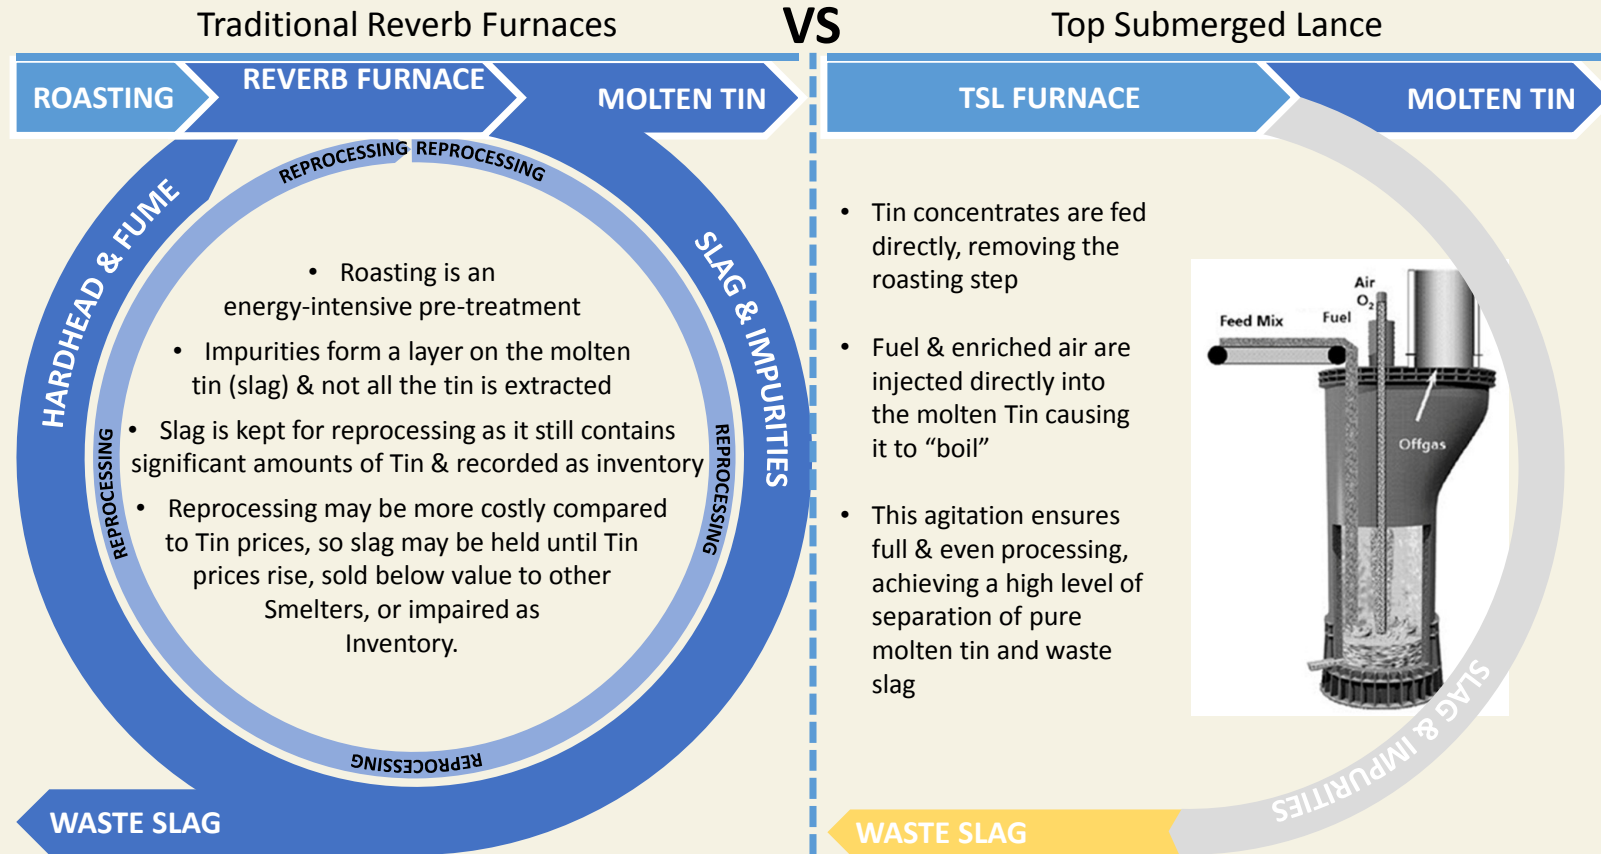 Traditional Reverb Furnaces
VS
Top Submerged Lance
ROASTING
REVERB FURNACE
MOLTEN TIN
TSL FURNACE
MOLTEN TIN
REPROCESSING
REPROCESSING
HARDHEAD & FUME
SLAG & IMPURITIES
REPROCESSING
REPROCESSING
REPROCESSING
• Roasting is an
energy-intensive pre-treatment
• Impurities form a layer on the molten
tin (slag) & not all the tin is extracted
• Slag is kept for reprocessing as it still contains
significant amounts of Tin & recorded as inventory
• Reprocessing may be more costly compared
to Tin prices, so slag may be held until Tin
prices rise, sold below value to other
Smelters, or impaired as
Inventory.
WASTE SLAG
• Tin concentrates are fed
directly, removing the
roasting step
• Fuel & enriched air are
injected directly into
the molten Tin causing
it to “boil”
• This agitation ensures
full & even processing,
achieving a high level of
separation of pure
molten tin and waste
slag
Air
O2
Fuel
Feed Mix
Offgas
SLAG & IMPURITIES
WASTE SLAG